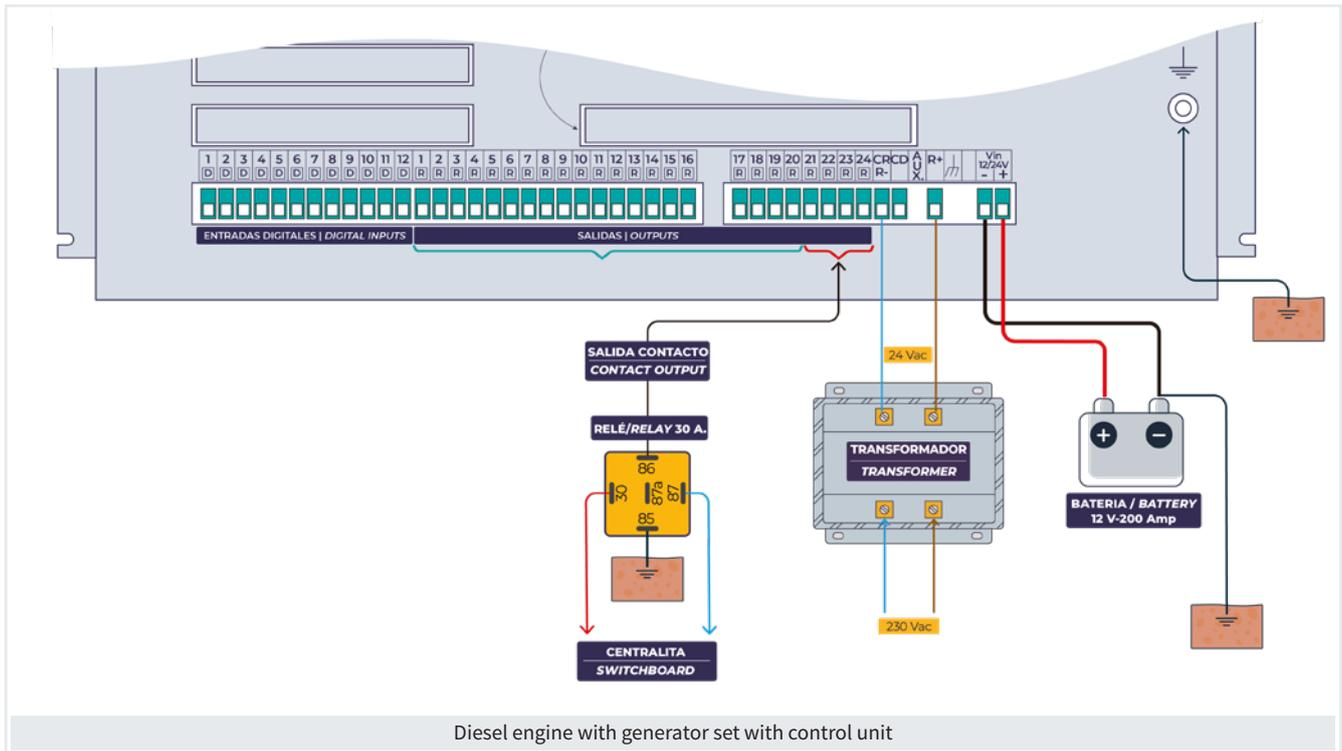 1 2 3 4 5 6 7 8 9 10 11 12 1 2 3 4 5 6 7 8 9 10 11 12 13 14 15 16
D D D D D D D D D D D D R R R R R R R R R R R R R R R R
17 18 19 20 21 22 23 24 CR CD AUX. R+ Vin
R R R R R R R R R- 12/24V
- +
ENTRADAS DIGITALES | DIGITAL INPUTS
SALIDAS | OUTPUTS
SALIDA CONTACTO
CONTACT OUTPUT
24 Vac
RELÉ/RELAY 30 A.
86
30 87a 87
85
TRANSFORMADOR
TRANSFORMER
+ −
BATERIA / BATTERY
12 V-200 Amp
230 Vac
CENTRALITA
SWITCHBOARD
Diesel engine with generator set with control unit